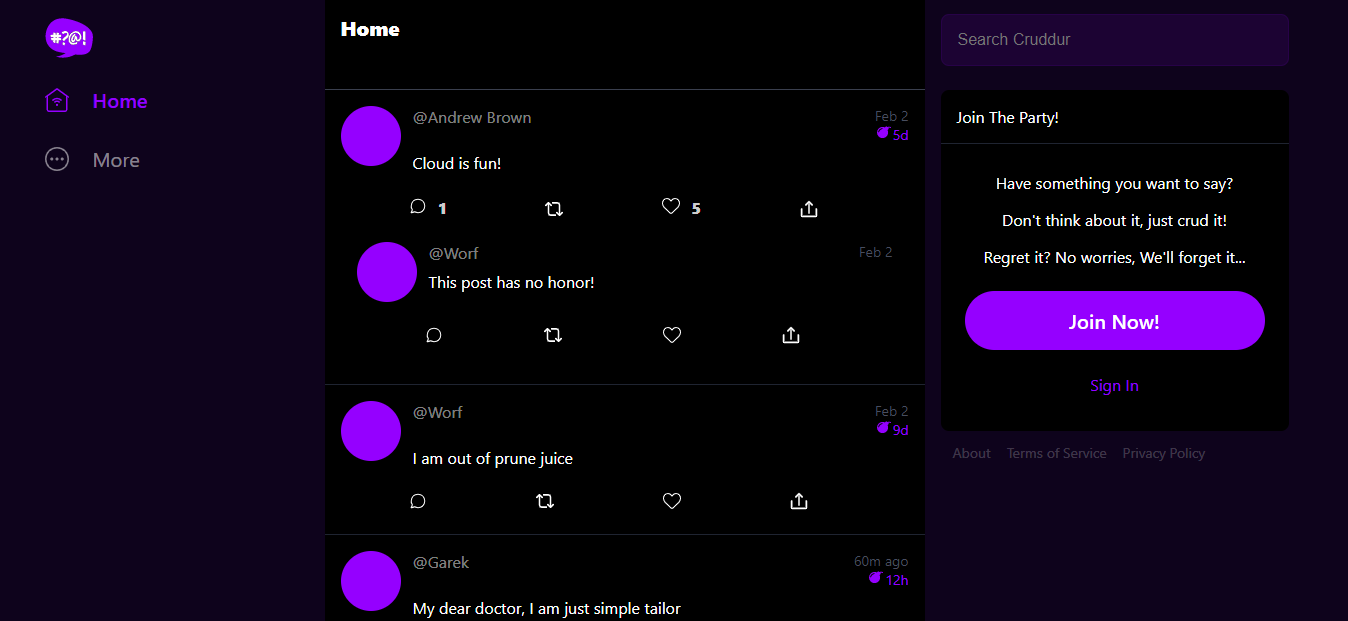 #?@!
Home
More
Home
@Andrew Brown
Feb 2
5d
Cloud is fun!
1
5
@Worf
Feb 2
This post has no honor!
@Worf
Feb 2
9d
I am out of prune juice
@Garek
60m ago
12h
My dear doctor, I am just simple tailor
Search Cruddur
Join The Party!
Have something you want to say?
Don't think about it, just crud it!
Regret it? No worries, We'll forget it...
Join Now!
Sign In
About Terms of Service Privacy Policy